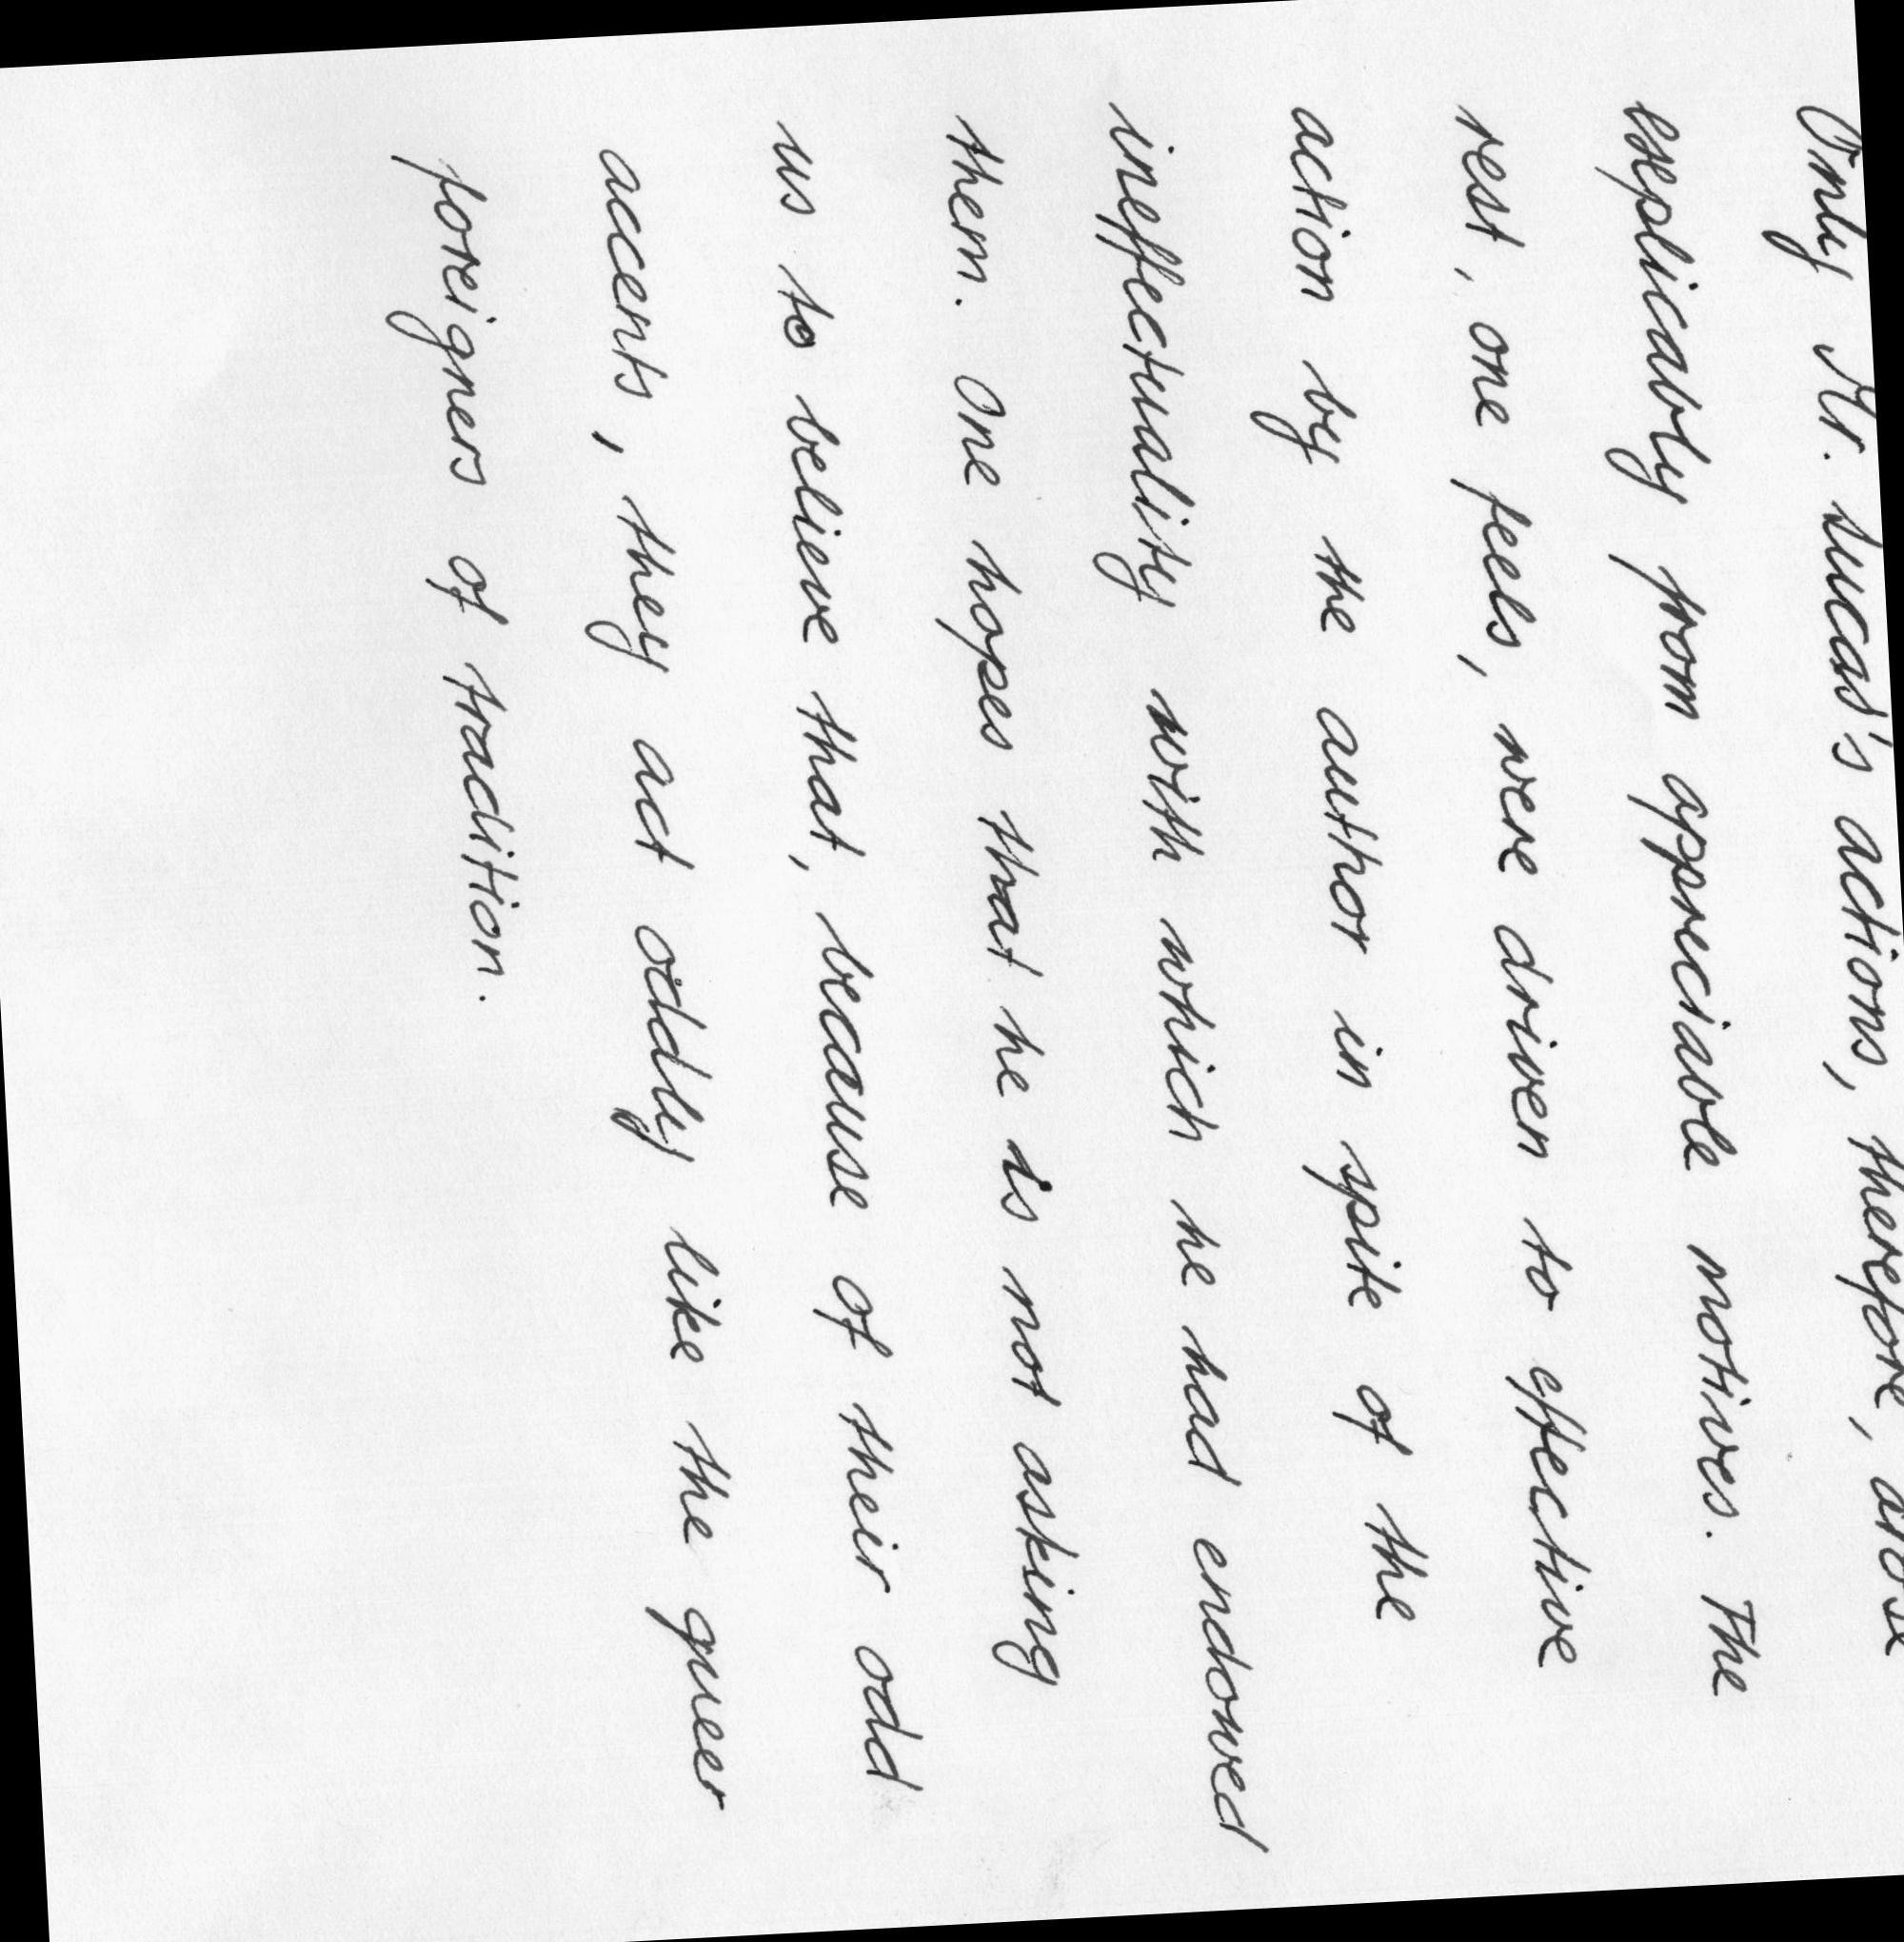 Only Mr. Lucas's actions, therefore, arose
explicably from appreciable motives. The
rest, one feels, were driven to effective
action by the author in spite of the
ineffectuality with which he had endowed
them. One hopes that he is not asking
us to believe that, because of their odd
accents, they act oddly like the queer
foreigners of tradition.